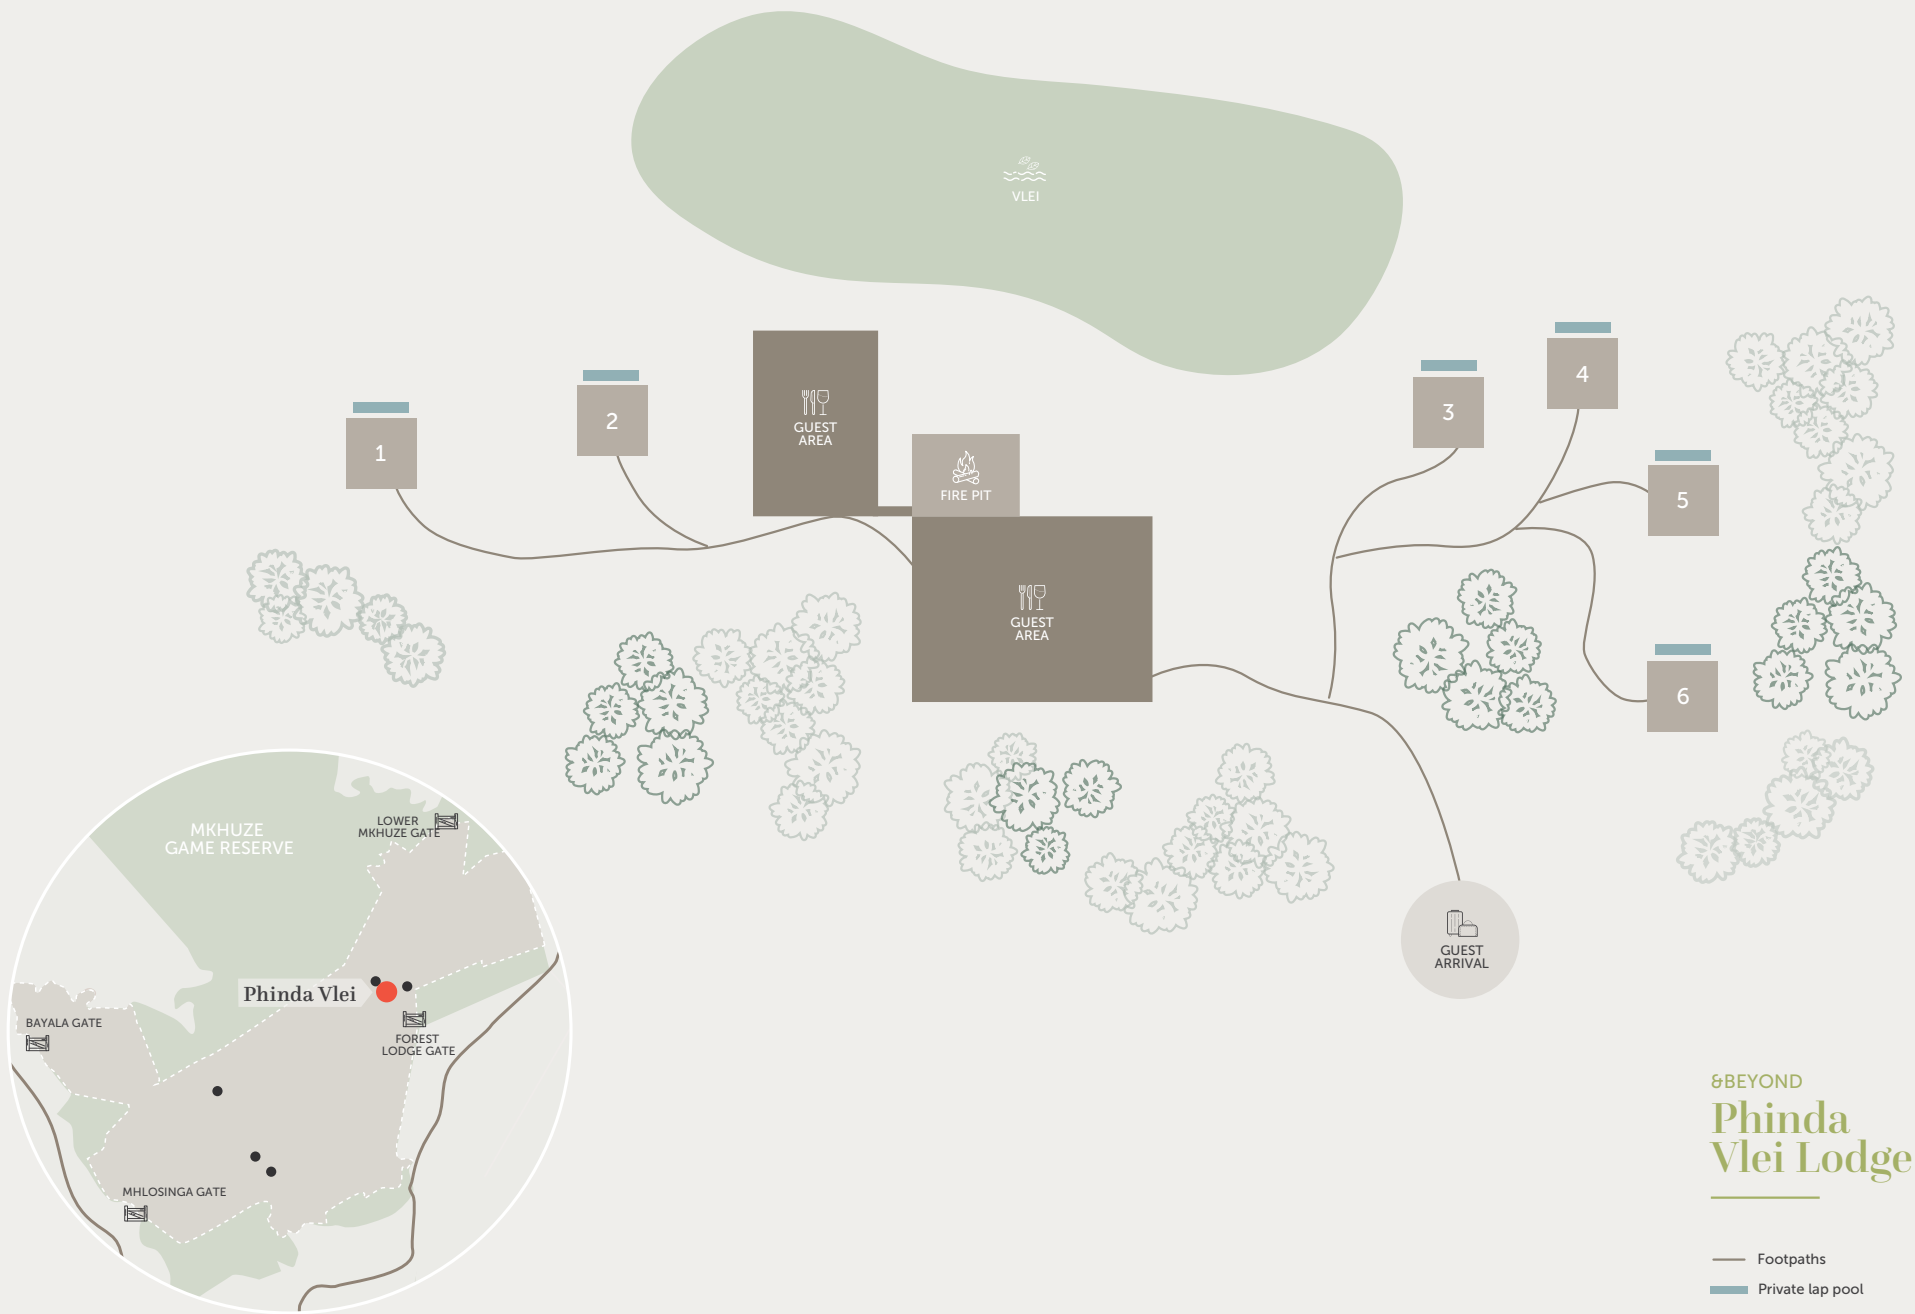 VLEI
1
2
GUEST
AREA
FIRE PIT
3
4
5
6
GUEST
AREA
GUEST
ARRIVAL
MKHUZE
GAME RESERVE
LOWER
MKHUZE GATE
Phinda Vlei
BAYALA GATE
FOREST
LODGE GATE
MHLOSINGA GATE
&BEYOND
Phinda
Vlei Lodge
Footpaths
Private lap pool